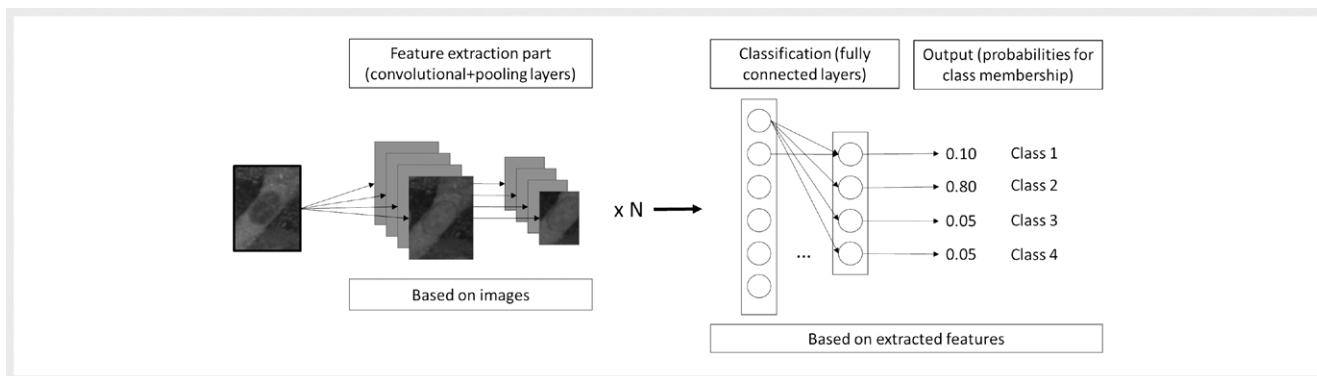 Feature extraction part
(convolutional+pooling layers)
Classification (fully
connected layers)
Output (probabilities for
class membership)
x N
...
0.10 Class 1
0.80 Class 2
0.05 Class 3
0.05 Class 4
Based on images
Based on extracted features